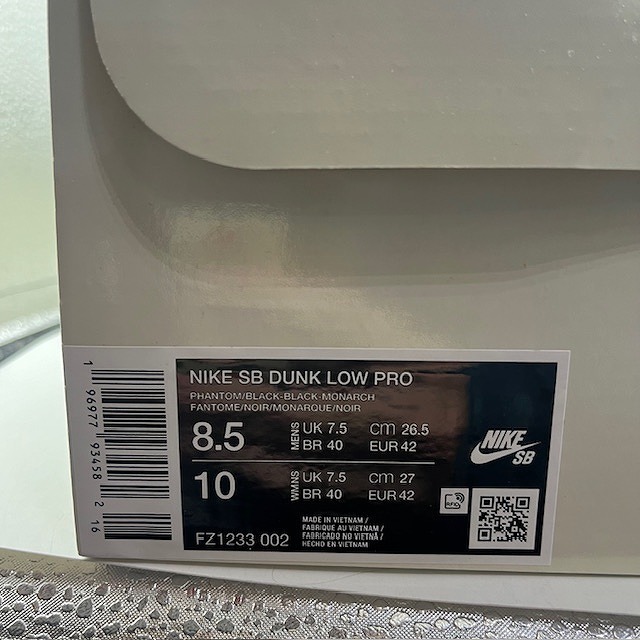 NIKE SB DUNK LOW PRO
PHANTOM/BLACK-BLACK-MONARCH
FANTOME/NOIR/MONARQUE/NOIR
8.5 MENS UK 7.5 CM 26.5
BR 40 EUR 42
10 WMNS UK 7.5 CM 27
BR 40 EUR 42
FZ1233 002
MADE IN VIETNAM /
FABRIQUE AU VIETNAM /
FABRICADO NO VIETNÃ /
HECHO EN VIETNAM
NIKE
SB
RFID
1 96977 93458 2 16